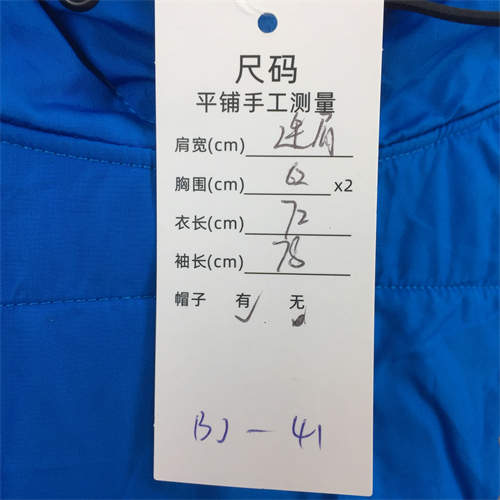 尺码
平铺手工测量
肩宽(cm) 连肩
胸围(cm) 62 x2
衣长(cm) 72
袖长(cm) 78
帽子 有✓ 无
BJ—41